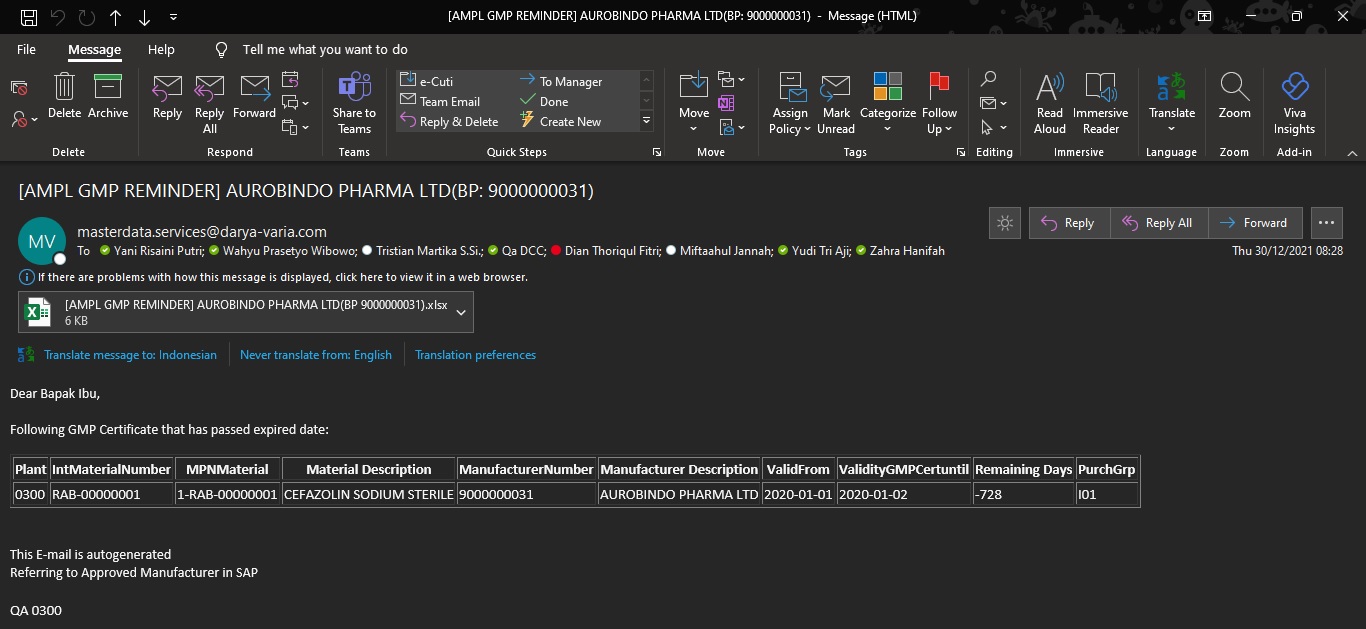 [AMPL GMP REMINDER] AUROBINDO PHARMA LTD(BP: 9000000031) - Message (HTML)
File Message Help Tell me what you want to do
Delete Archive
Reply Reply All Forward
Share to Teams
e-Cuti To Manager
Team Email Done
Reply & Delete Create New
Move
Assign Policy Mark Unread Categorize Follow Up
Read Aloud Immersive Reader
Translate
Zoom
Viva Insights
Delete Respond Teams Quick Steps Move Tags Editing Immersive Language Zoom Add-in
[AMPL GMP REMINDER] AUROBINDO PHARMA LTD(BP: 9000000031)
MV
masterdata.services@darya-varia.com
Reply Reply All Forward
To Yani Risaini Putri; Wahyu Prasetyo Wibowo; Tristian Martika S.Si.; Qa DCC; Dian Thoriqul Fitri; Miftaahul Jannah; Yudi Tri Aji; Zahra Hanifah
Thu 30/12/2021 08:28
If there are problems with how this message is displayed, click here to view it in a web browser.
[AMPL GMP REMINDER] AUROBINDO PHARMA LTD(BP 9000000031).xlsx
6 KB
Translate message to: Indonesian Never translate from: English Translation preferences
Dear Bapak Ibu,
Following GMP Certificate that has passed expired date:
Plant IntMaterialNumber MPNMaterial Material Description ManufacturerNumber Manufacturer Description ValidFrom ValidityGMPCertuntil Remaining Days PurchGrp
0300 RAB-00000001 1-RAB-00000001 CEFAZOLIN SODIUM STERILE 9000000031 AUROBINDO PHARMA LTD 2020-01-01 2020-01-02 -728 I01
This E-mail is autogenerated
Referring to Approved Manufacturer in SAP
QA 0300